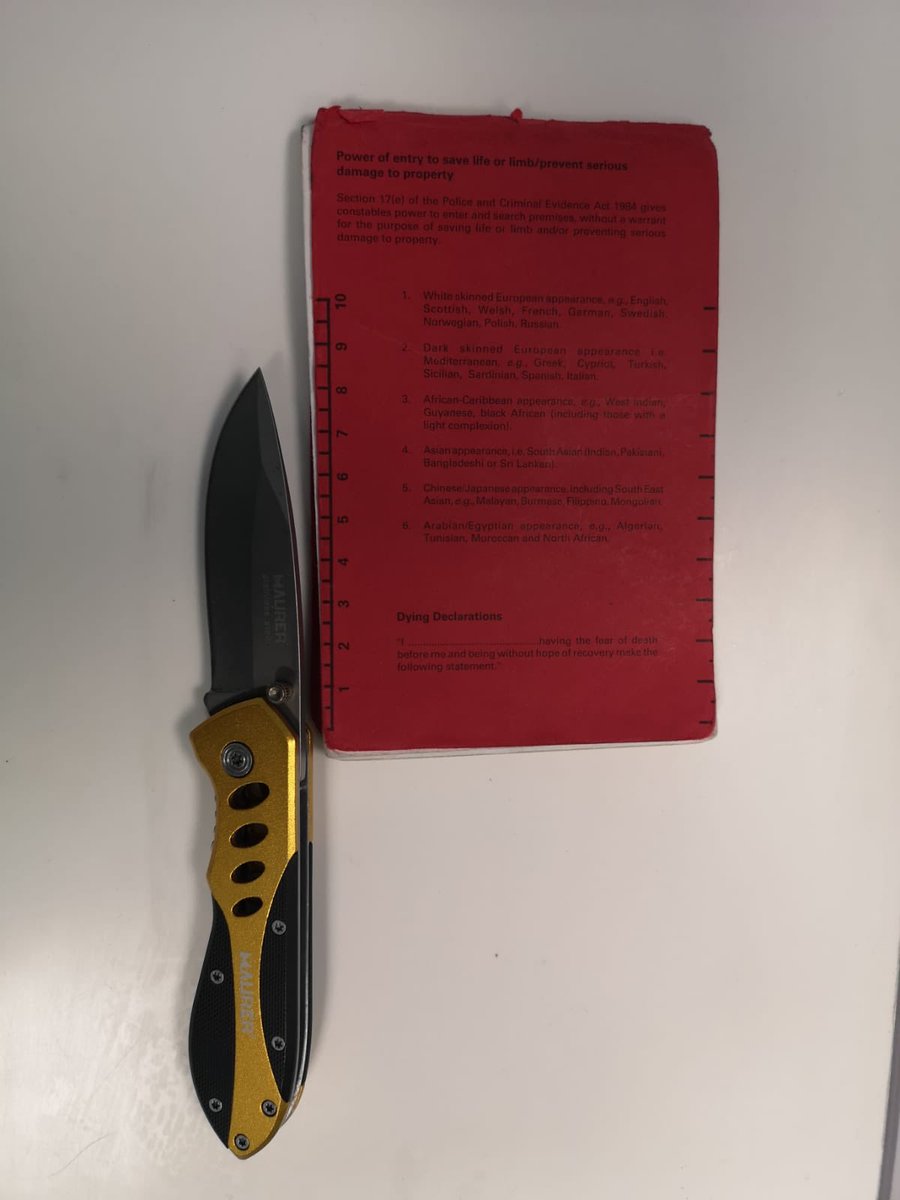 Power of entry to save life or limb/prevent serious
damage to property
Section 17(e) of the Police and Criminal Evidence Act 1984 gives
constables power to enter and search premises, without a warrant
for the purpose of saving life or limb and/or preventing serious
damage to property.
1. White skinned European appearance, e.g., English,
Scottish, Welsh, French, German, Swedish,
Norwegian, Polish, Russian.
2. Dark skinned European appearance i.e.
Mediterranean, e.g., Greek, Cypriot, Turkish,
Sicilian, Sardinian, Spanish, Italian.
3. African-Caribbean appearance, e.g., West Indian,
Guyanese, black African (including those with a
light complexion).
4. Asian appearance, i.e. South Asian (Indian, Pakistani,
Bangladeshi or Sri Lankan).
5. Chinese/Japanese appearance, including South East
Asian, e.g., Malayan, Burmese, Filippino, Mongolian.
6. Arabian/Egyptian appearance, e.g., Algerian,
Tunisian, Moroccan and North African.
Dying Declarations
"I ............................................ having the fear of death
before me and being without hope of recovery make the
following statement."
10
9
8
7
6
5
4
3
2
1
MAURER
MAURER